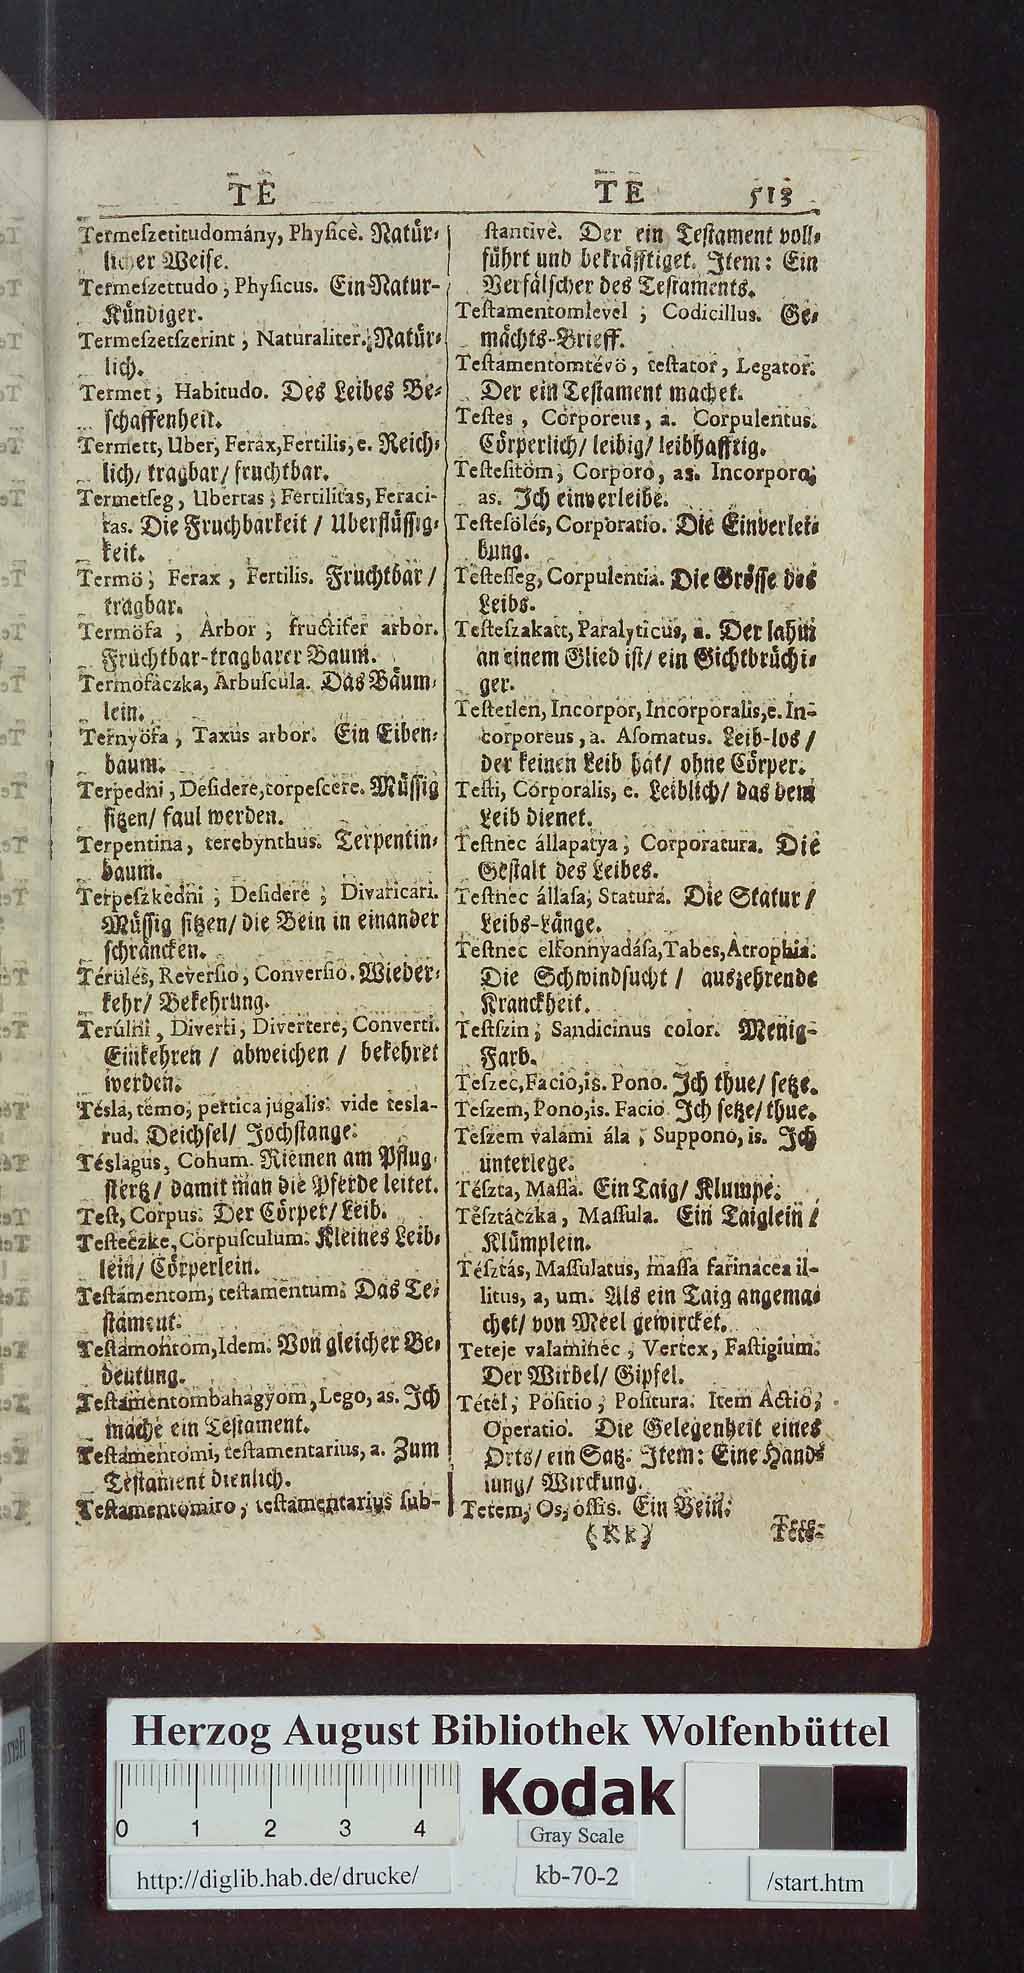 TE
Termeſzetitudomány, Phyſicè. Natůr-
licher Weiſe.
Termeſzettudo, Phyſicus. Ein Natur-
Kůndiger.
Termeſzetszerint, Naturaliter. Natůr-
lich.
Termet, Habitudo. Des Leibes Be-
ſchaffenheit.
Termett, Uber, Ferax, Fertilis, e. Reich-
lich/ tragbar/ fruchtbar.
Termetſeg, Ubertas, Fertilitas, Feraci-
tas. Die Fruchbarkeit / Uberflůſſig-
keit.
Termö, Ferax, Fertilis. Fruchtbar /
tragbar.
Termöfa, Arbor, fructifer arbor.
Fruchtbar-tragbarer Baum.
Termöfáczka, Arbuſcula. Das Båum-
lein.
Ternyöfa, Taxus arbor. Ein Eiben-
baum.
Terpedni, Deſidere, torpeſcere. Můſſig
ſitzen/ faul werden.
Terpentina, terebynthus. Terpentin-
baum.
Terpeſzkedni, Deſidere, Divaricari.
Můſſig ſitzen/ die Bein in einander
ſchråncken.
Térülés, Reverſio, Converſio. Wieder-
kehr/ Bekehrung.
Terülni, Diverti, Divertere, Converti.
Einkehren / abweichen / bekehret
werden.
Tésla, temo, pertica jugalis. vide tesla-
rud. Deichſel/ Jochſtange.
Téslagus, Cohum. Riemen am Pflug-
ſtertz/ damit man die Pferde leitet.
Teſt, Corpus. Der Cörper/ Leib.
Teſteczke, Corpuſculum. Kleines Leib-
lein/ Cörperlein.
Teſtamentom, teſtamentum. Das Te-
ſtament.
Teſtamontom, Idem. Von gleicher Be-
deutung.
Teſtamentombahagyom, Lego, as. Ich
mache ein Teſtament.
Teſtamentomi, teſtamentarius, a. Zum
Teſtament dienlich.
Teſtamentomiro, teſtamentarius ſub-
TE 513
ſtantivè. Der ein Teſtament voll-
fůhrt und bekråfftiget. Item: Ein
Verfålſcher des Teſtaments.
Teſtamentomlevel, Codicillus. Ge-
måchts-Brieff.
Teſtamentomtévö, teſtator, Legator.
Der ein Teſtament machet.
Teſtes, Corporeus, a. Corpulentus.
Cörperlich/ leibig/ leibhafftig.
Teſteſitöm, Corporo, as. Incorporo,
as. Ich einverleibe.
Teſteſölés, Corporatio. Die Einverlei-
bung.
Teſteſſeg, Corpulentia. Die Gröſſe des
Leibs.
Teſteſzakatt, Paralyticus, a. Der lahm
an einem Glied iſt/ ein Gichtbrůchi-
ger.
Teſtetlen, Incorpor, Incorporalis, e. In-
corporeus, a. Aſomatus. Leib-los /
der keinen Leib hat/ ohne Cörper.
Teſti, Corporalis, e. Leiblich/ das dem
Leib dienet.
Teſtnec állapatya, Corporatura. Die
Geſtalt des Leibes.
Teſtnec állaſa, Statura. Die Statur /
Leibs-Långe.
Teſtnec elfonnyadáſa, Tabes, Atrophia.
Die Schwindſucht / auszehrende
Kranckheit.
Teſtſzin, Sandicinus color. Menig-
Farb.
Teſzec, Facio, is. Pono. Ich thue/ ſetze.
Teſzem, Pono, is. Facio. Ich ſetze/ thue.
Teſzem valami ála, Suppono, is. Ich
unterlege.
Téſzta, Maſſa. Ein Taig/ Klumpe.
Téſztáczka, Maſſula. Ein Taiglein /
Klůmplein.
Téſztás, Maſſulatus, maſſa farinacea il-
litus, a, um. Als ein Taig angema-
chet/ von Meel gewircket.
Teteje valaminec, Vertex, Faſtigium.
Der Wirbel/ Gipfel.
Tétél, Poſitio, Poſitura. Item Actio,
Operatio. Die Gelegenheit eines
Orts/ ein Satz. Item: Eine Hand-
lung/ Wirckung.
Tetem, Os, oſſis. Ein Bein.
(Kk) Tete-
Herzog August Bibliothek Wolfenbüttel
0 1 2 3 4
Kodak
Gray Scale
http://diglib.hab.de/drucke/
kb-70-2
/start.htm